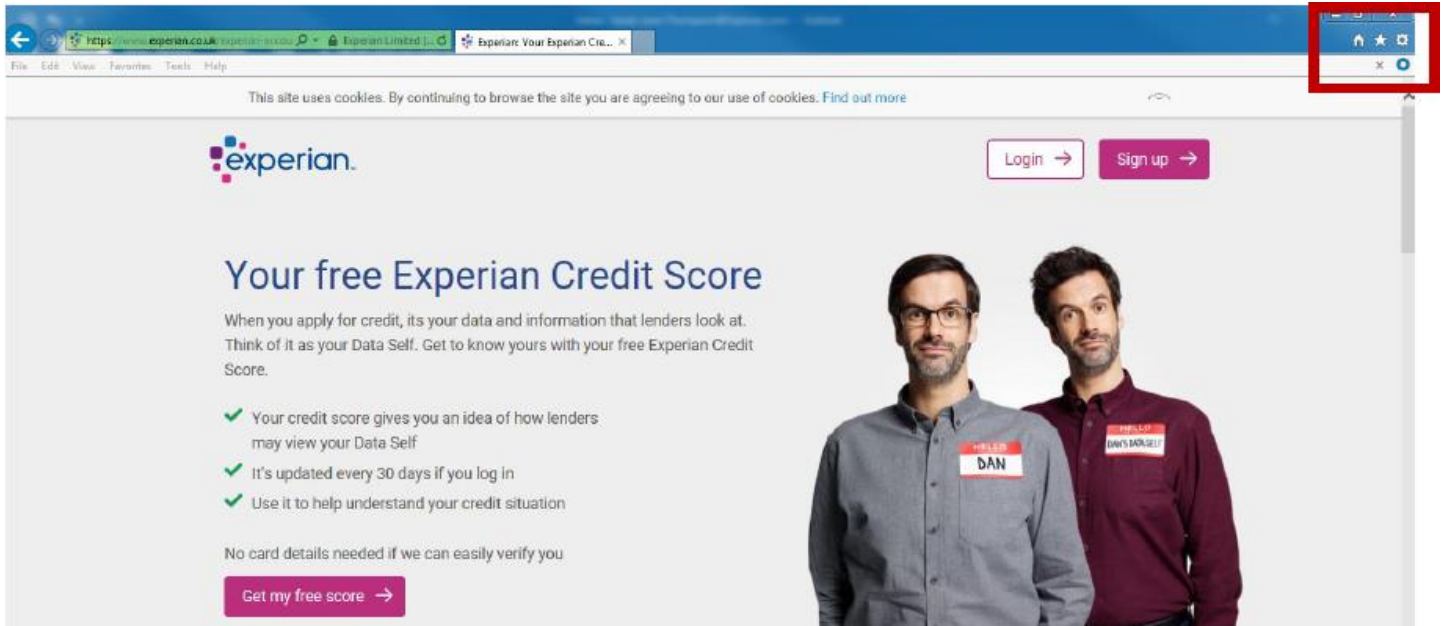 https://www.experian.co.uk Experian Limited [... Experian: Your Experian Cre...
File Edit View Favorites Tools Help
This site uses cookies. By continuing to browse the site you are agreeing to our use of cookies. Find out more
experian.
Login → Sign up →
Your free Experian Credit Score
When you apply for credit, its your data and information that lenders look at.
Think of it as your Data Self. Get to know yours with your free Experian Credit
Score.
Your credit score gives you an idea of how lenders
may view your Data Self
It's updated every 30 days if you log in
Use it to help understand your credit situation
No card details needed if we can easily verify you
Get my free score →
HELLO
DAN
HELLO
DAN'S DATA SELF